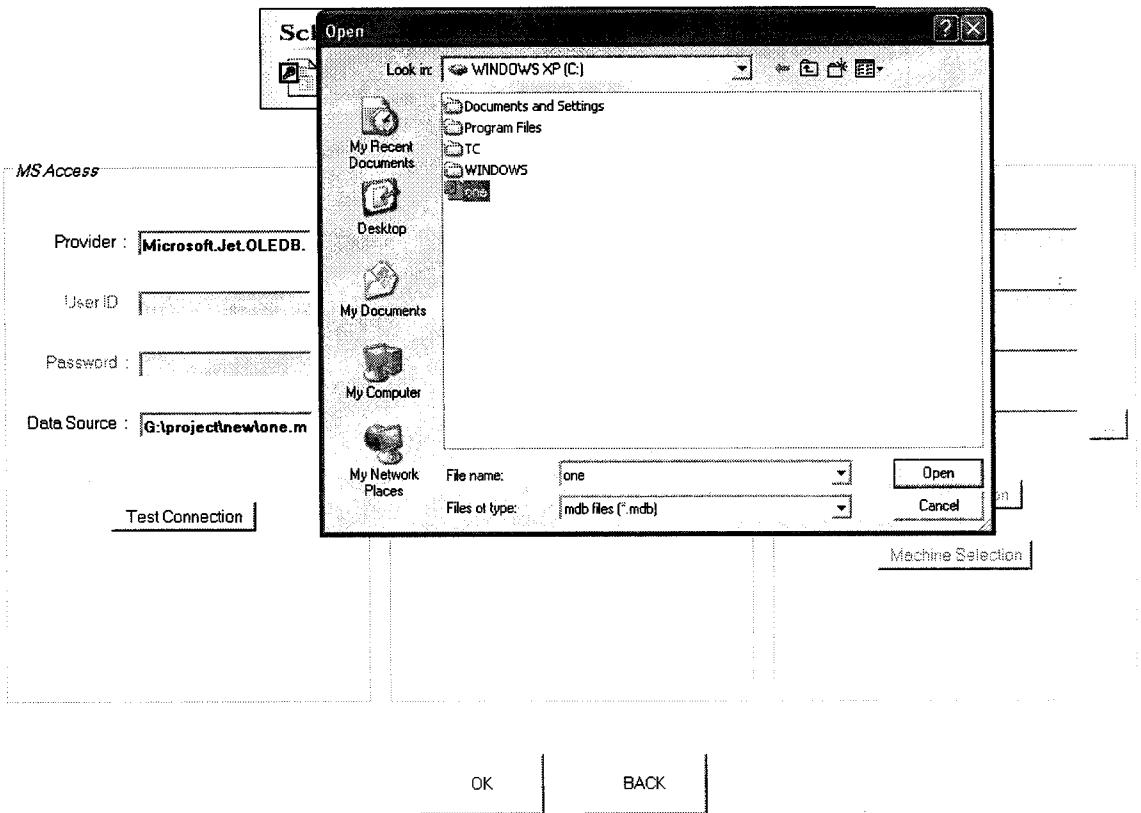 Sc
Open
Look in: WINDOWS XP (C:)
Documents and Settings
Program Files
TC
WINDOWS
one
My Recent
Documents
Desktop
My Documents
My Computer
My Network
Places
File name: one Open
Files of type: mdb files (*.mdb) Cancel
MS Access
Provider : Microsoft.Jet.OLEDB.
User ID
Password :
Data Source : G:\project\new\one.m
...
Test Connection
on
Machine Selection
OK BACK